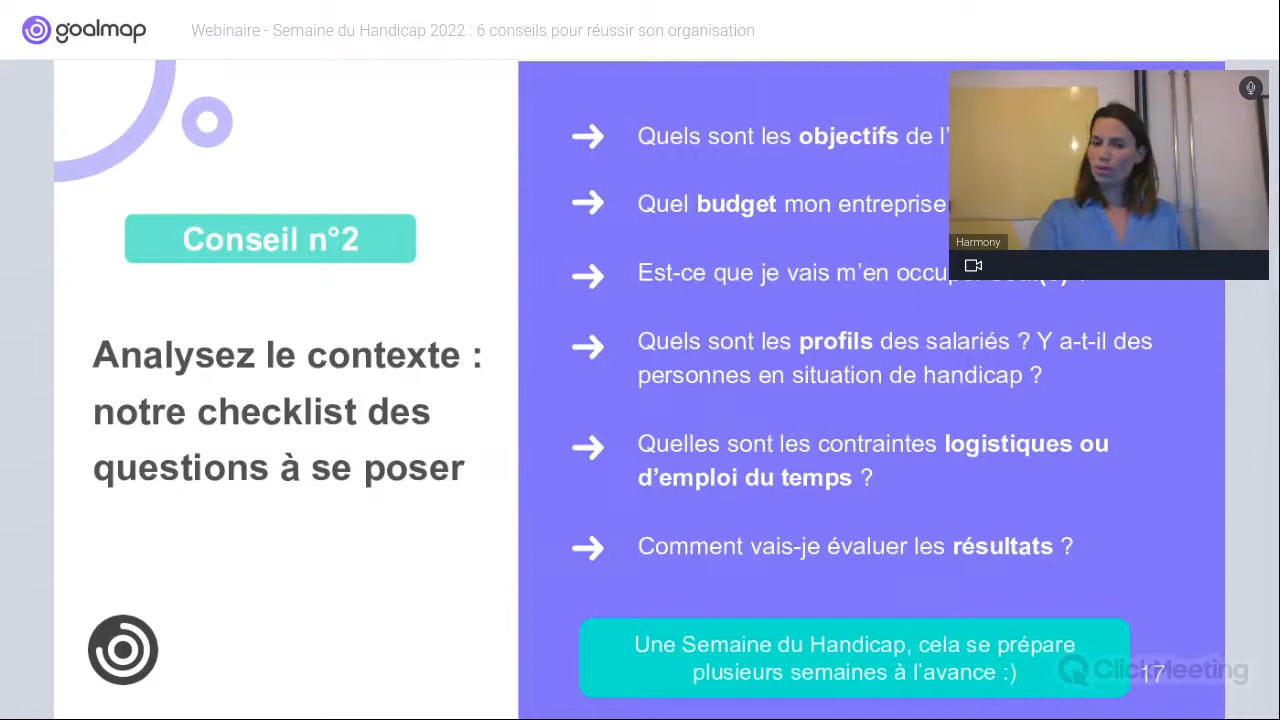 goalmap
Webinaire - Semaine du Handicap 2022 : 6 conseils pour réussir son organisation
Conseil n°2
Analysez le contexte :
notre checklist des
questions à se poser
Quels sont les objectifs de l'
Quel budget mon entreprise
Est-ce que je vais m'en occuper
Quels sont les profils des salariés ? Y a-t-il des
personnes en situation de handicap ?
Quelles sont les contraintes logistiques ou
d'emploi du temps ?
Comment vais-je évaluer les résultats ?
Une Semaine du Handicap, cela se prépare
plusieurs semaines à l'avance :)
Harmony
ClickMeeting
17